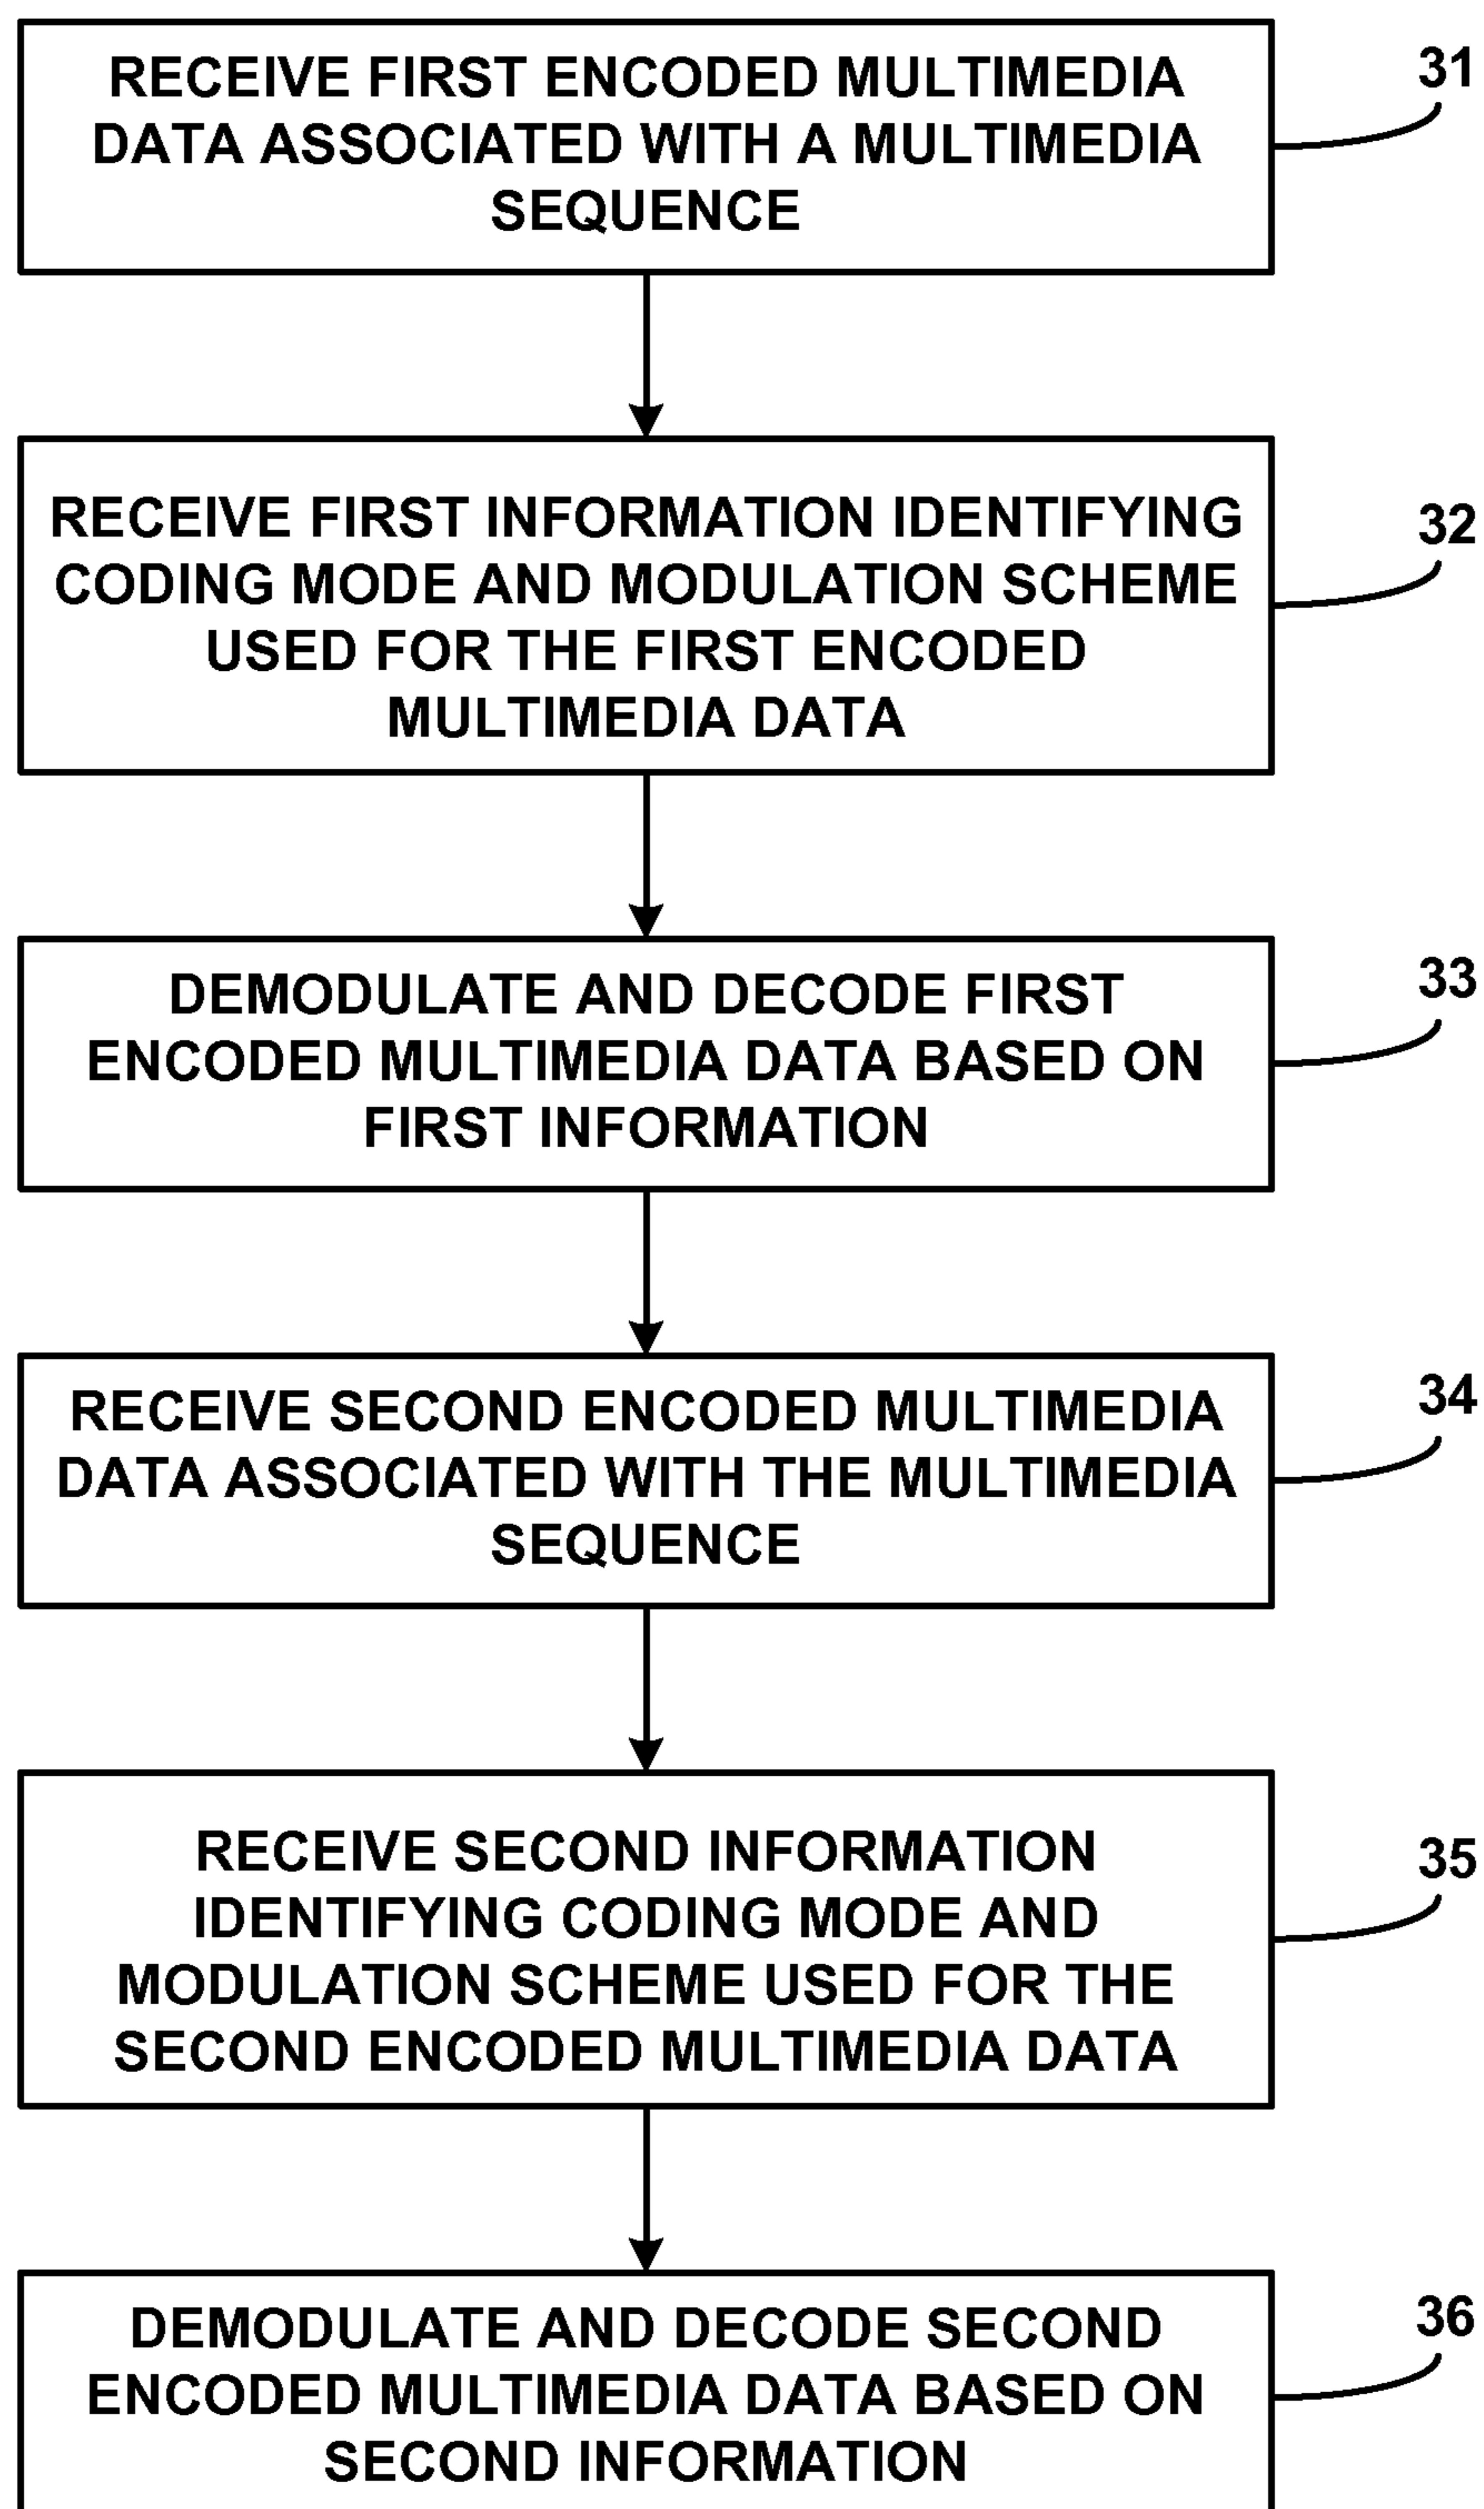 RECEIVE FIRST ENCODED MULTIMEDIA
DATA ASSOCIATED WITH A MULTIMEDIA
SEQUENCE
31
RECEIVE FIRST INFORMATION IDENTIFYING
CODING MODE AND MODULATION SCHEME
USED FOR THE FIRST ENCODED
MULTIMEDIA DATA
32
DEMODULATE AND DECODE FIRST
ENCODED MULTIMEDIA DATA BASED ON
FIRST INFORMATION
33
RECEIVE SECOND ENCODED MULTIMEDIA
DATA ASSOCIATED WITH THE MULTIMEDIA
SEQUENCE
34
RECEIVE SECOND INFORMATION
IDENTIFYING CODING MODE AND
MODULATION SCHEME USED FOR THE
SECOND ENCODED MULTIMEDIA DATA
35
DEMODULATE AND DECODE SECOND
ENCODED MULTIMEDIA DATA BASED ON
SECOND INFORMATION
36